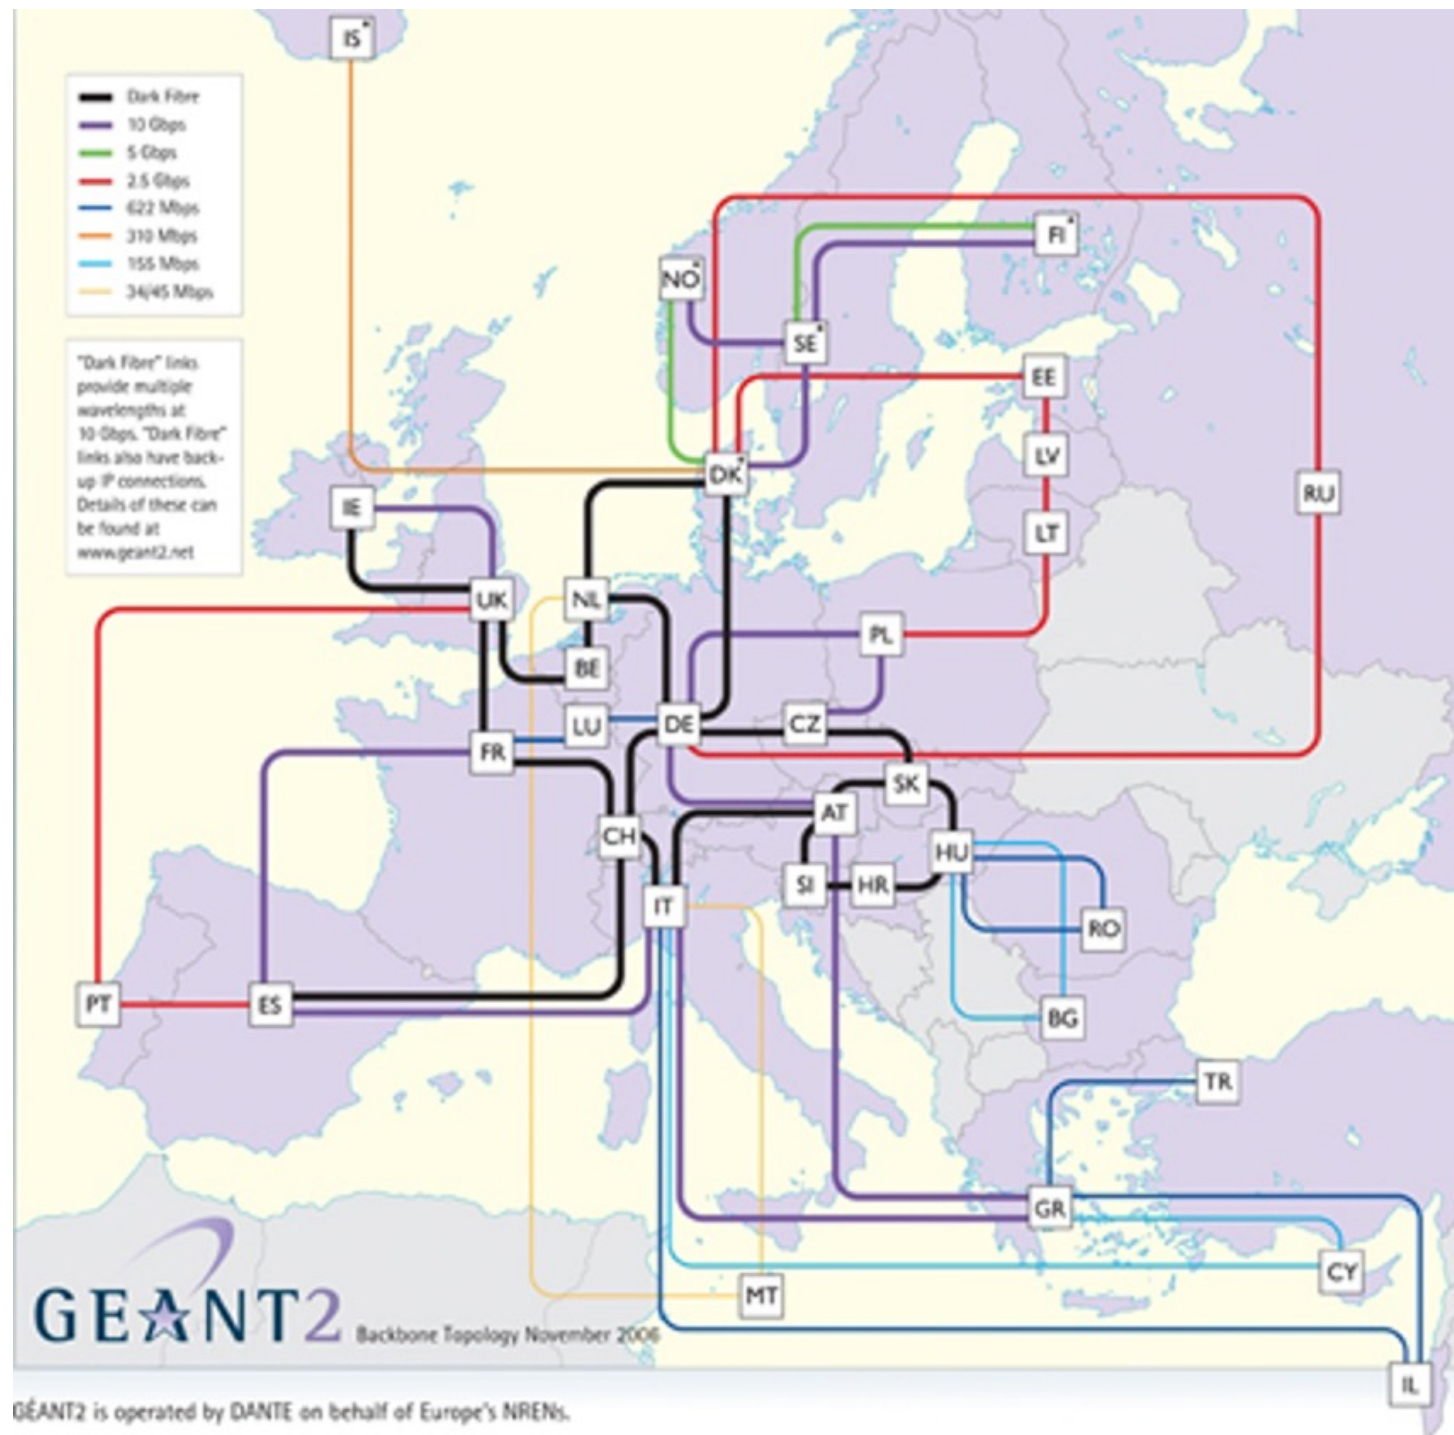 IS*
Dark Fibre
10 Gbps
5 Gbps
2.5 Gbps
622 Mbps
310 Mbps
155 Mbps
34/45 Mbps
"Dark Fibre" links
provide multiple
wavelengths at
10 Gbps. "Dark Fibre"
links also have back-
up IP connections.
Details of these can
be found at
www.geant2.net
FI*
NO*
SE*
EE
LV
DK*
RU
IE
LT
UK
NL
PL
BE
LU
DE
CZ
FR
SK
AT
CH
HU
SI
HR
IT
RO
PT
ES
BG
TR
GR
CY
MT
GEANT2
Backbone Topology November 2006
IL
GÉANT2 is operated by DANTE on behalf of Europe's NRENs.